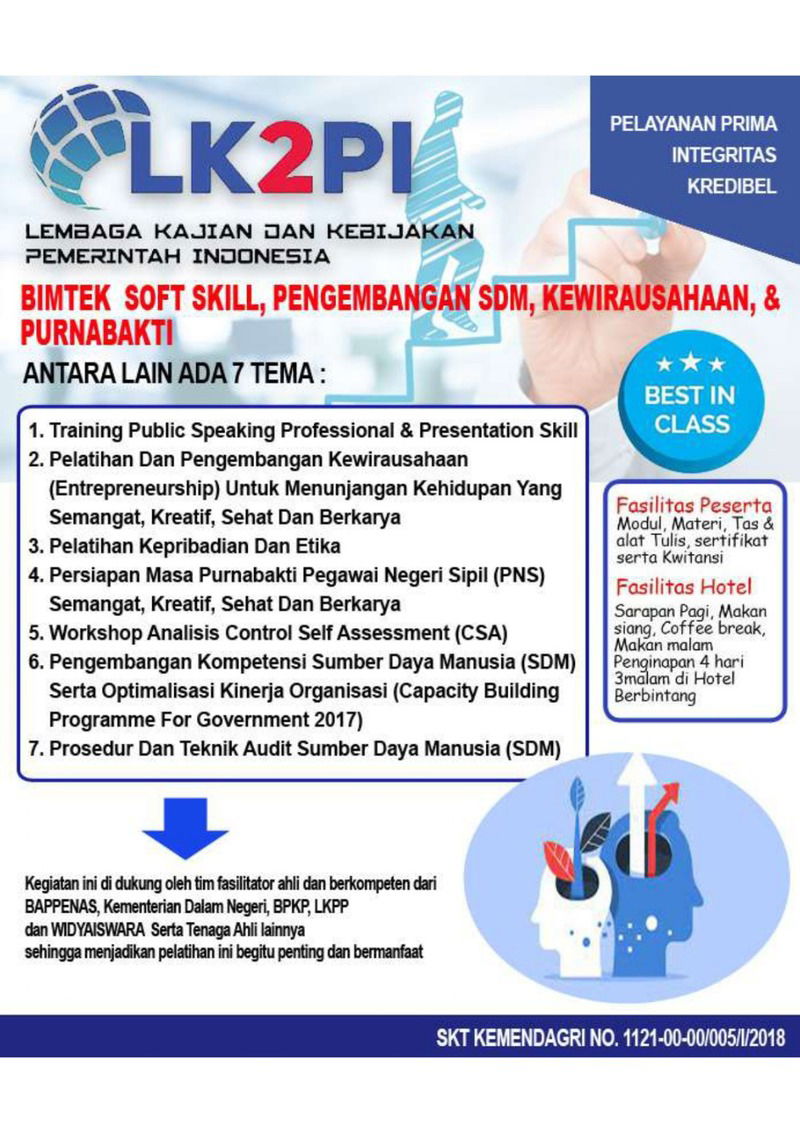 LK2PI
LEMBAGA KAJIAN DAN KEBIJAKAN
PEMERINTAH INDONESIA
PELAYANAN PRIMA
INTEGRITAS
KREDIBEL
BIMTEK SOFT SKILL, PENGEMBANGAN SDM, KEWIRAUSAHAAN, &
PURNABAKTI
ANTARA LAIN ADA 7 TEMA :
BEST IN
CLASS
1. Training Public Speaking Professional & Presentation Skill
2. Pelatihan Dan Pengembangan Kewirausahaan
(Entrepreneurship) Untuk Menunjangan Kehidupan Yang
Semangat, Kreatif, Sehat Dan Berkarya
3. Pelatihan Kepribadian Dan Etika
4. Persiapan Masa Purnabakti Pegawai Negeri Sipil (PNS)
Semangat, Kreatif, Sehat Dan Berkarya
5. Workshop Analisis Control Self Assessment (CSA)
6. Pengembangan Kompetensi Sumber Daya Manusia (SDM)
Serta Optimalisasi Kinerja Organisasi (Capacity Building
Programme For Government 2017)
7. Prosedur Dan Teknik Audit Sumber Daya Manusia (SDM)
Fasilitas Peserta
Modul, Materi, Tas &
alat Tulis, sertifikat
serta Kwitansi
Fasilitas Hotel
Sarapan Pagi, Makan
siang, Coffee break,
Makan malam
Penginapan 4 hari
3malam di Hotel
Berbintang
Kegiatan ini di dukung oleh tim fasilitator ahli dan berkompeten dari
BAPPENAS, Kementerian Dalam Negeri, BPKP, LKPP
dan WIDYAISWARA Serta Tenaga Ahli lainnya
sehingga menjadikan pelatihan ini begitu penting dan bermanfaat
SKT KEMENDAGRI NO. 1121-00-00/005/I/2018